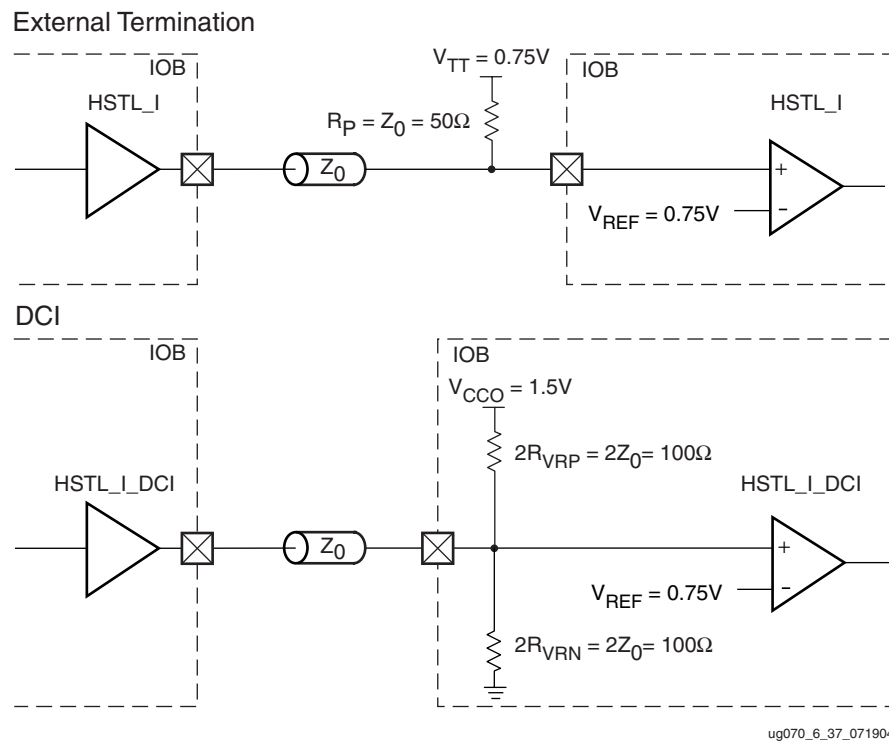 External Termination
IOB
HSTL_I
V_TT = 0.75V
R_P = Z_0 = 50Ω
Z_0
IOB
HSTL_I
+
–
V_REF = 0.75V
DCI
IOB
HSTL_I_DCI
Z_0
IOB
V_CCO = 1.5V
2R_VRP = 2Z_0= 100Ω
HSTL_I_DCI
+
–
V_REF = 0.75V
2R_VRN = 2Z_0= 100Ω
ug070_6_37_071904